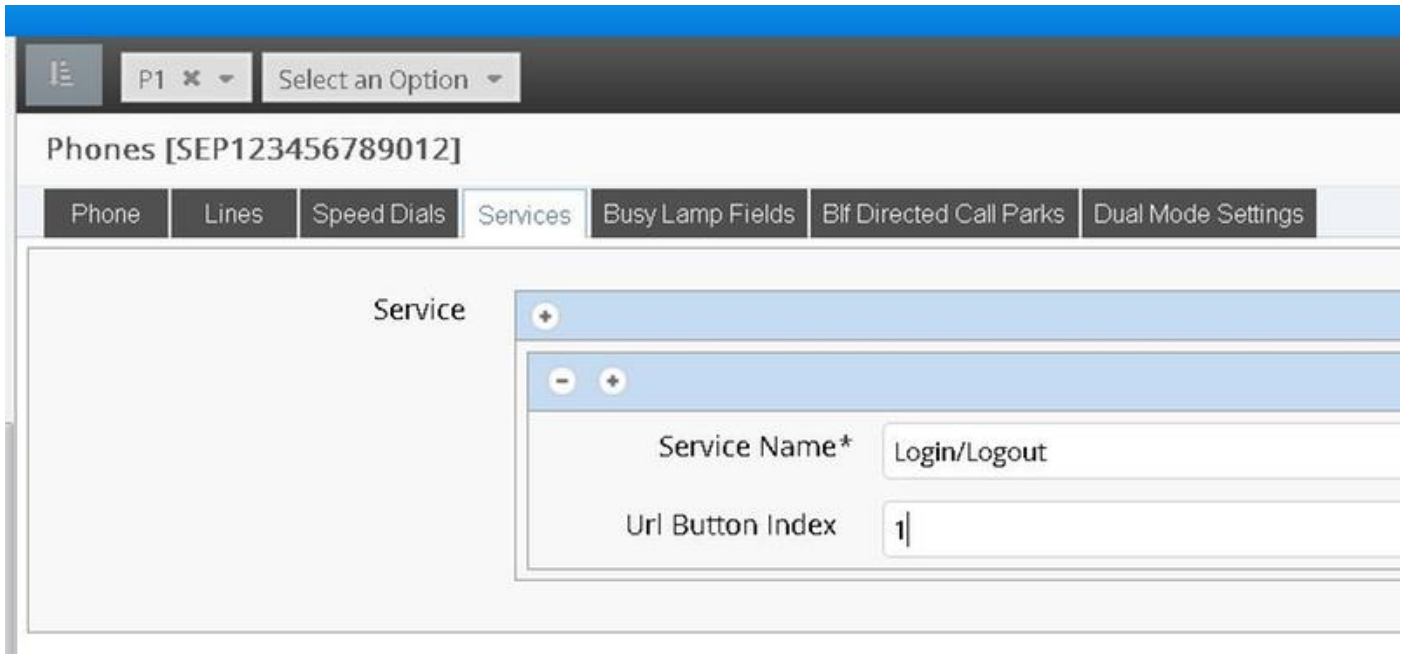 P1 Select an Option
Phones [SEP123456789012]
Phone Lines Speed Dials Services Busy Lamp Fields Blf Directed Call Parks Dual Mode Settings
Service
Service Name* Login/Logout
Url Button Index 1